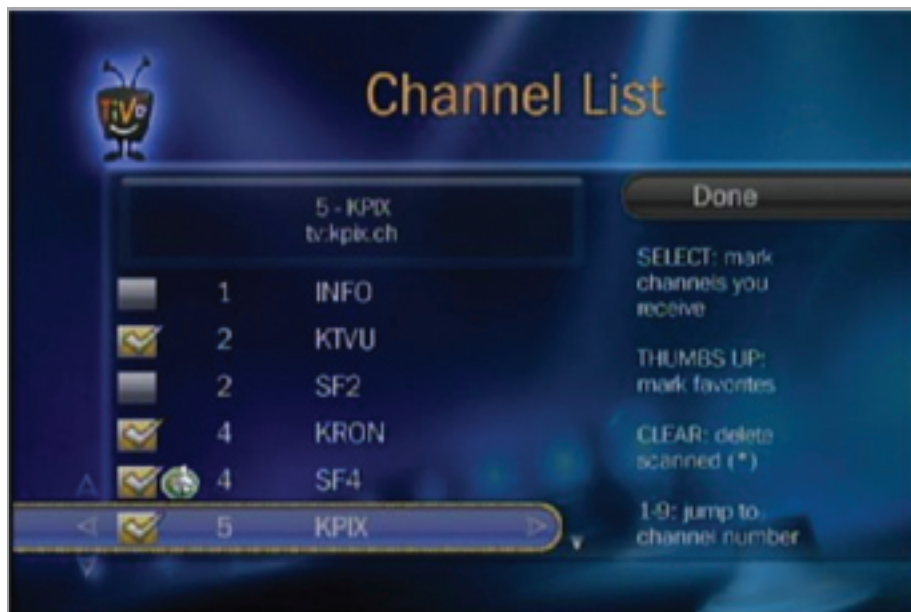 TiVo
Channel List
5 - KPIX
tv:kpix.ch
1 INFO
2 KTVU
2 SF2
4 KRON
4 SF4
5 KPIX
Done
SELECT: mark
channels you
receive
THUMBS UP:
mark favorites
CLEAR: delete
scanned (*)
1-9: jump to
channel number